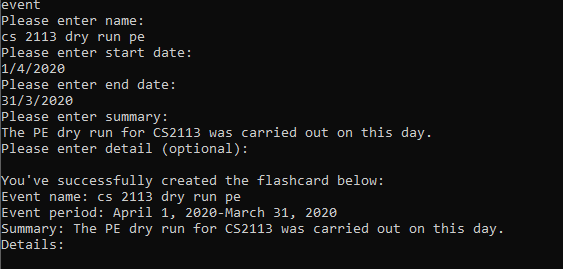 event
Please enter name:
cs 2113 dry run pe
Please enter start date:
1/4/2020
Please enter end date:
31/3/2020
Please enter summary:
The PE dry run for CS2113 was carried out on this day.
Please enter detail (optional):
You've successfully created the flashcard below:
Event name: cs 2113 dry run pe
Event period: April 1, 2020-March 31, 2020
Summary: The PE dry run for CS2113 was carried out on this day.
Details: